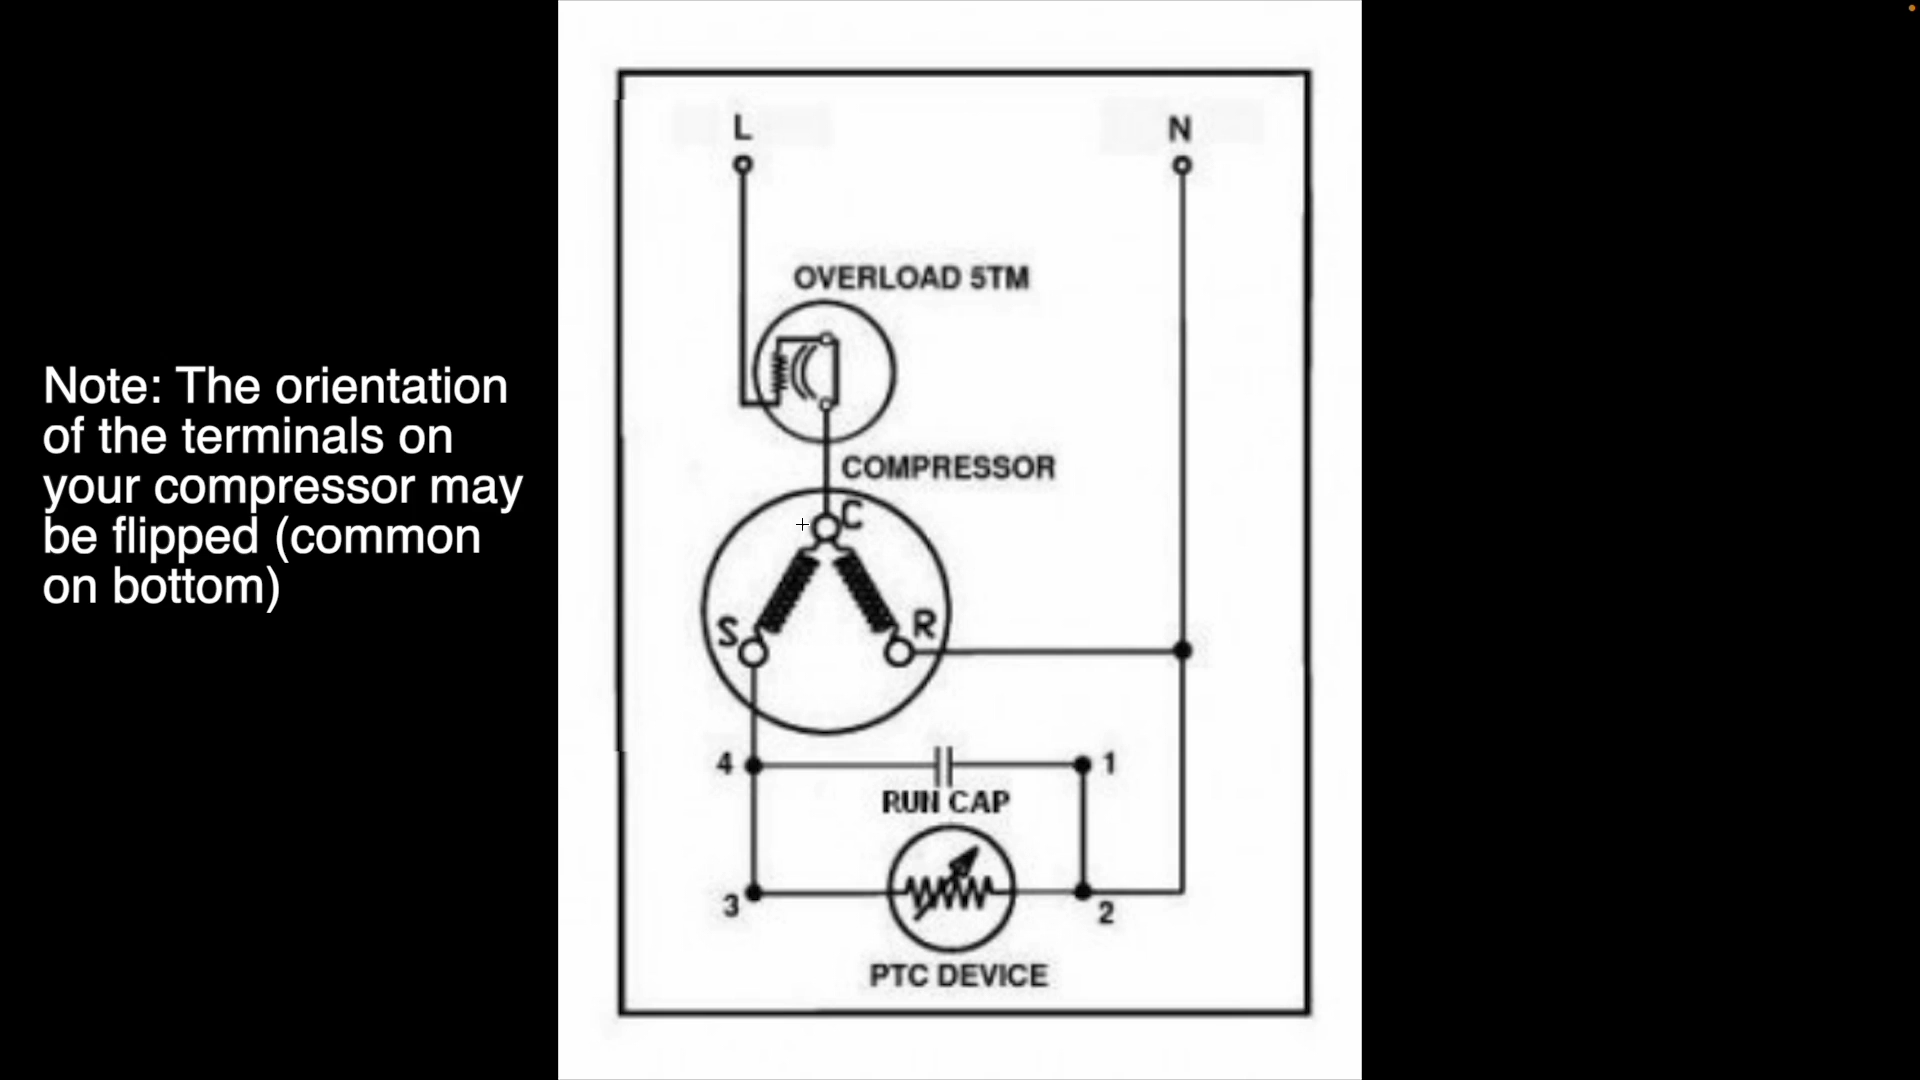 Note: The orientation
of the terminals on
your compressor may
be flipped (common
on bottom)
L
N
OVERLOAD 5TM
COMPRESSOR
C
S
R
4
1
RUN CAP
3
2
PTC DEVICE